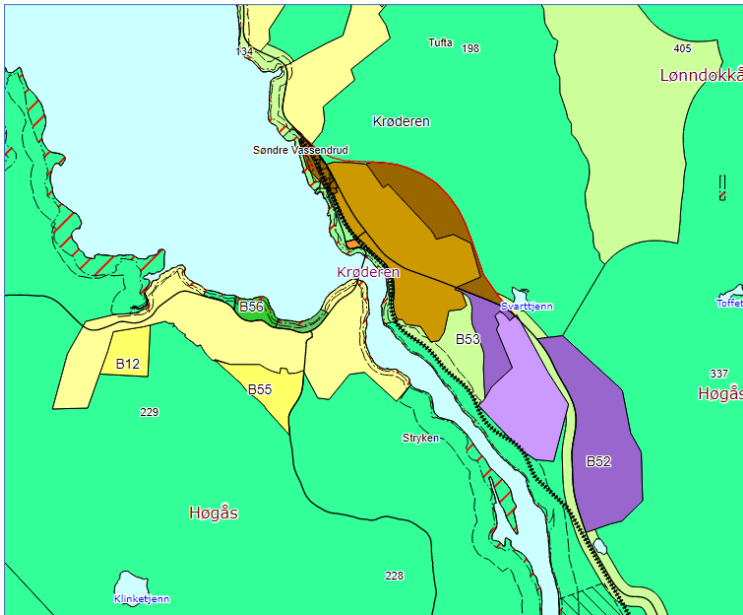 Tufta
198
134
405
Lønndokkå
Krøderen
Søndre Vassendrud
Krøderen
Svarttjenn
Toffet
B56
B53
B12
B55
337
Høgås
229
Stryken
B52
Høgås
228
Klinketjenn